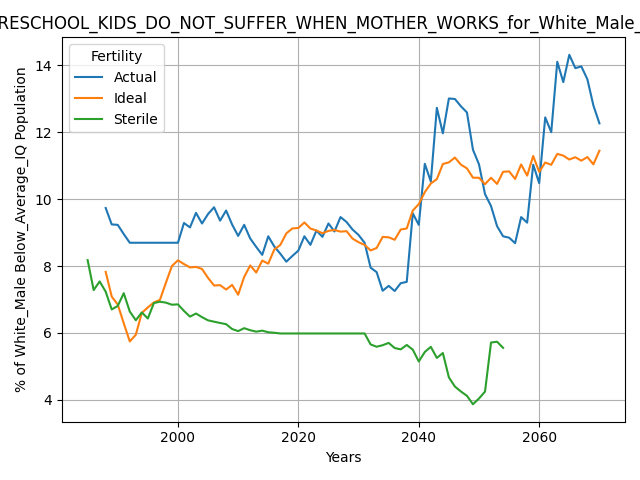 RESCHOOL_KIDS_DO_NOT_SUFFER_WHEN_MOTHER_WORKS_for_White_Male_
% of White_Male Below_Average_IQ Population
Fertility
Actual
Ideal
Sterile
14
12
10
8
6
4
2000 2020 2040 2060
Years